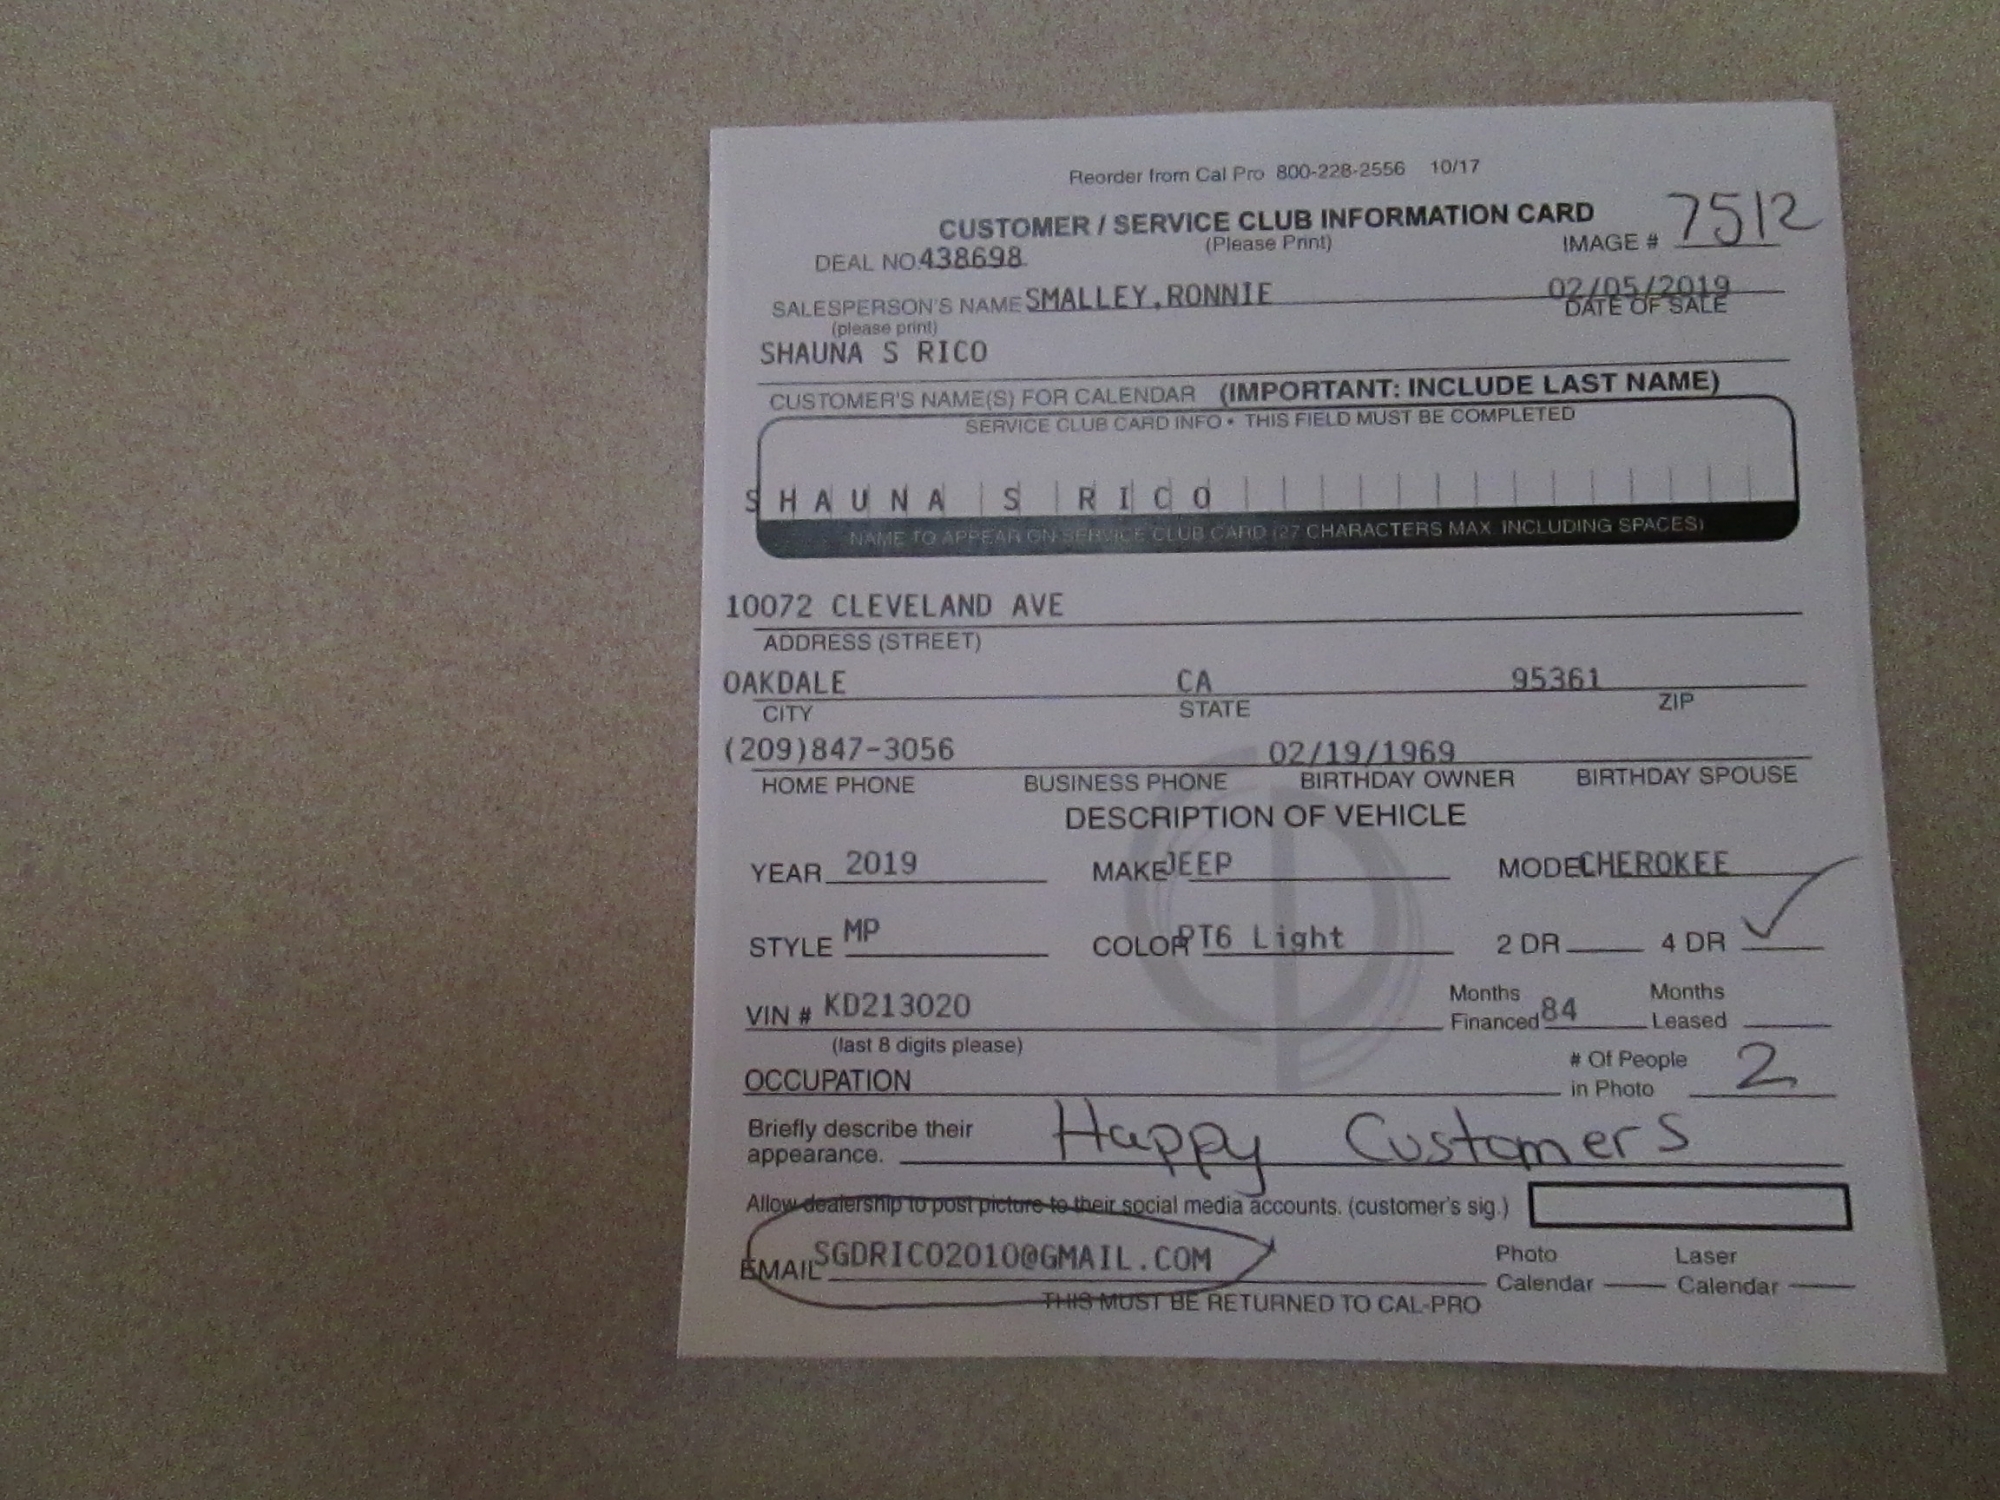 Reorder from Cal Pro 800-228-2556 10/17
CUSTOMER / SERVICE CLUB INFORMATION CARD
(Please Print)
IMAGE # 7512
DEAL NO. 438698
SALESPERSON'S NAME SMALLEY,RONNIE 02/05/2019
(please print) DATE OF SALE
SHAUNA S RICO
CUSTOMER'S NAME(S) FOR CALENDAR (IMPORTANT: INCLUDE LAST NAME)
SERVICE CLUB CARD INFO • THIS FIELD MUST BE COMPLETED
SHAUNA S RICO
NAME TO APPEAR ON SERVICE CLUB CARD (27 CHARACTERS MAX. INCLUDING SPACES)
10072 CLEVELAND AVE
ADDRESS (STREET)
OAKDALE CA 95361
CITY STATE ZIP
(209)847-3056 02/19/1969
HOME PHONE BUSINESS PHONE BIRTHDAY OWNER BIRTHDAY SPOUSE
DESCRIPTION OF VEHICLE
YEAR 2019 MAKE JEEP MODEL CHEROKEE
STYLE MP COLOR PT6 Light 2 DR 4 DR ✓
VIN # KD213020 Months Financed 84 Months Leased
(last 8 digits please)
OCCUPATION # Of People in Photo 2
Briefly describe their appearance. Happy Customers
Allow dealership to post picture to their social media accounts. (customer's sig.)
EMAIL SGDRICO2010@GMAIL.COM Photo Calendar Laser Calendar
THIS MUST BE RETURNED TO CAL-PRO